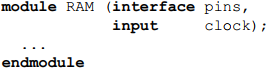 module RAM (interface pins,
            input     clock);
  ...
endmodule